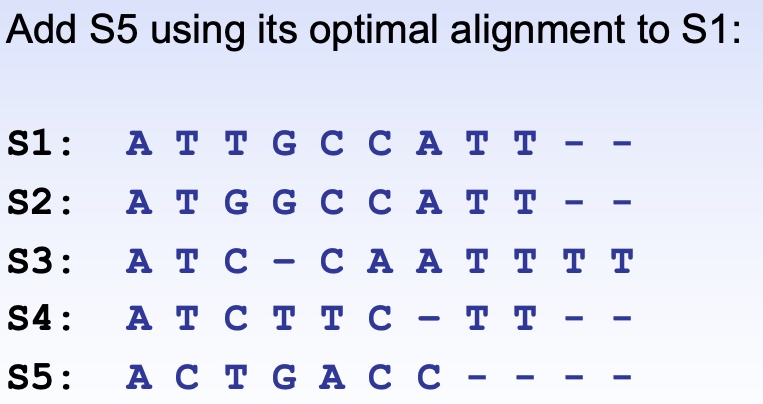 Add S5 using its optimal alignment to S1:
S1: A T T G C C A T T - -
S2: A T G G C C A T T - -
S3: A T C - C A A T T T T
S4: A T C T T C - T T - -
S5: A C T G A C C - - - -